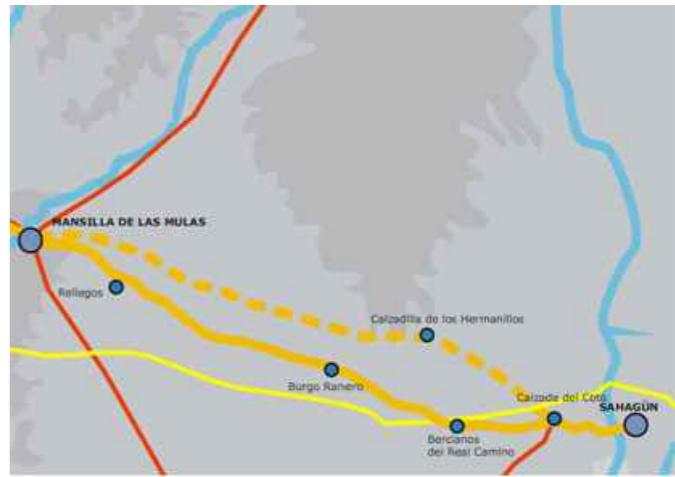 MANSILLA DE LAS MULAS
Reliegos
Calzadilla de los Hermanillos
Burgo Ranero
Calzada del Coto
SAHAGÚN
Bercianos
del Real Camino